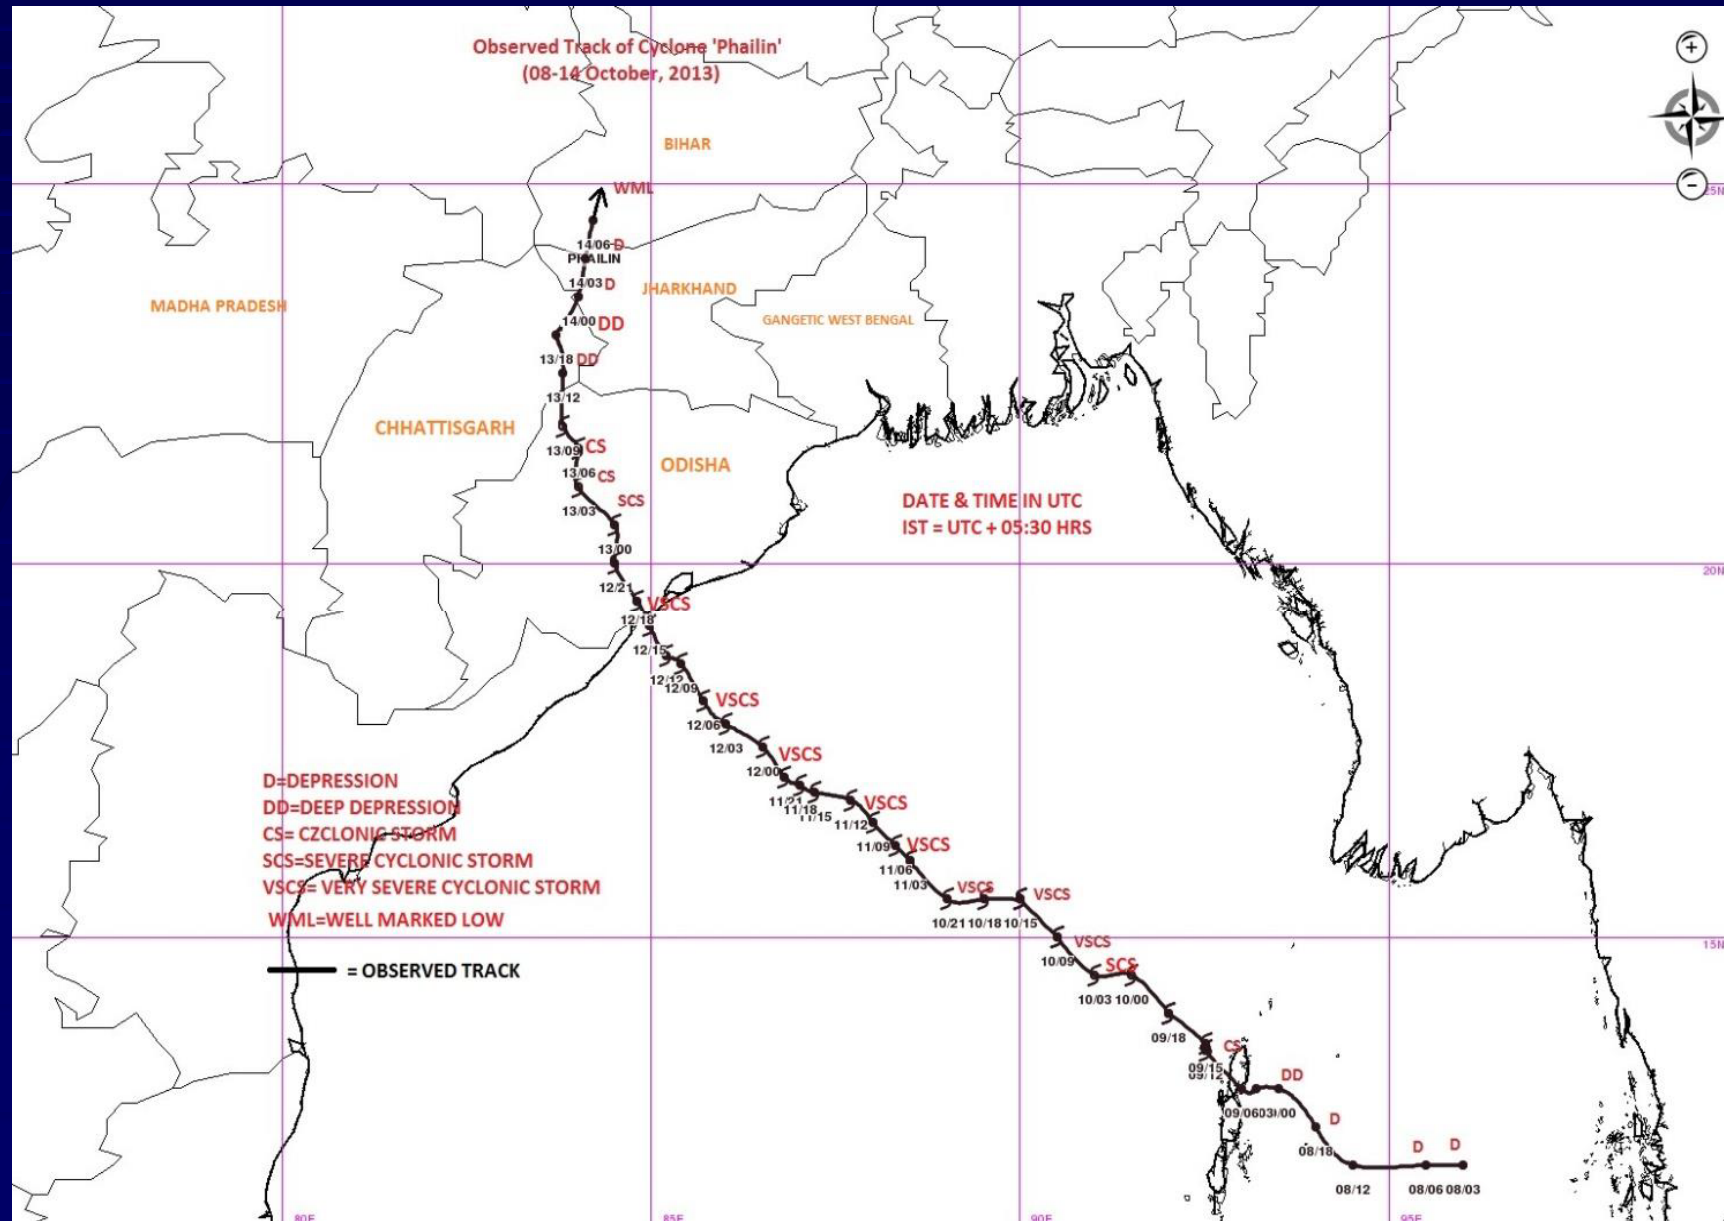 Observed Track of Cyclone 'Phailin'
(08-14 October, 2013)
+
BIHAR
WML
-
25N
14/06 D
PHAILIN
14/03 D
JHARKHAND
MADHA PRADESH
14/00 DD
GANGETIC WEST BENGAL
13/18 DD
13/12
CHHATTISGARH
13/09 CS
ODISHA
13/06 CS
SCS
13/03
DATE & TIME IN UTC
IST = UTC + 05:30 HRS
13/00
20N
12/21
VSCS
12/18
12/15
12/12
12/09
VSCS
12/06
12/03
VSCS
12/00
D=DEPRESSION
DD=DEEP DEPRESSION
CS= CZCLONIC STORM
SCS=SEVERE CYCLONIC STORM
VSCS= VERY SEVERE CYCLONIC STORM
WML=WELL MARKED LOW
= OBSERVED TRACK
11/21
11/18
11/15
VSCS
11/12
11/09 VSCS
11/06
11/03
VSCS
VSCS
10/21 10/18 10/15
15N
VSCS
10/09
SCS
10/03 10/00
09/18
CS
09/15
09/12
DD
09/06
D
08/18
D
D
08/12
08/06 08/03
80E
85E
90E
95E